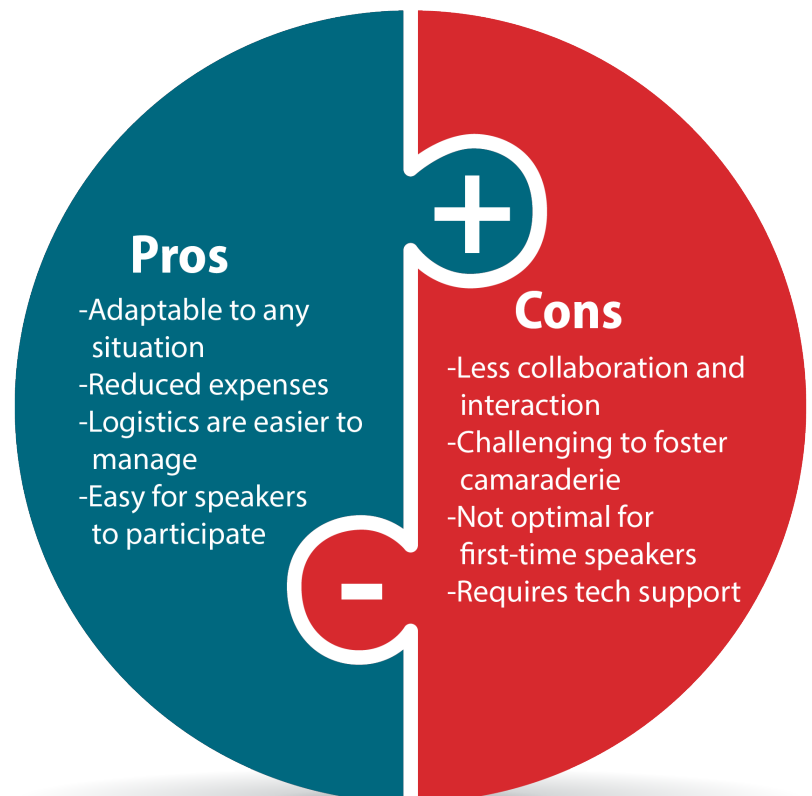 +
Pros
-Adaptable to any
situation
-Reduced expenses
-Logistics are easier to
manage
-Easy for speakers
to participate
-
Cons
-Less collaboration and
interaction
-Challenging to foster
camaraderie
-Not optimal for
first-time speakers
-Requires tech support